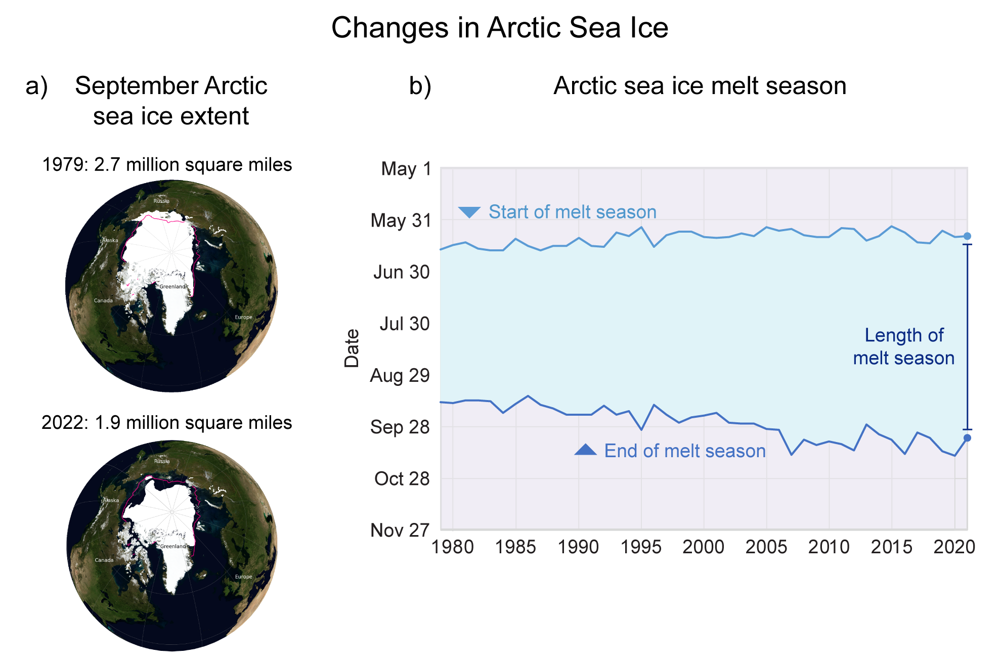 Changes in Arctic Sea Ice
a) September Arctic
sea ice extent
1979: 2.7 million square miles
Russia
Alaska
Greenland
Canada
Europe
2022: 1.9 million square miles
Russia
Alaska
Greenland
Canada
Europe
b) Arctic sea ice melt season
May 1
Start of melt season
May 31
Jun 30
Jul 30
Date
Length of
melt season
Aug 29
Sep 28
End of melt season
Oct 28
Nov 27
1980 1985 1990 1995 2000 2005 2010 2015 2020